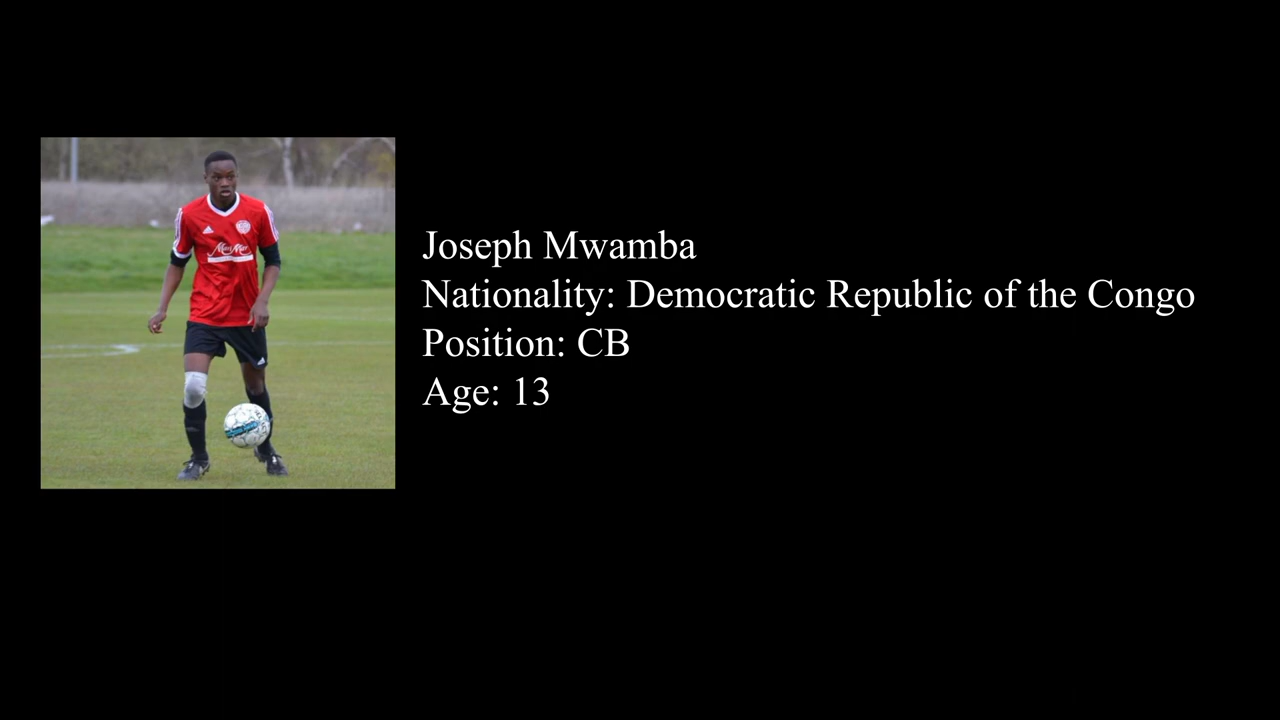 Joseph Mwamba
Nationality: Democratic Republic of the Congo
Position: CB
Age: 13